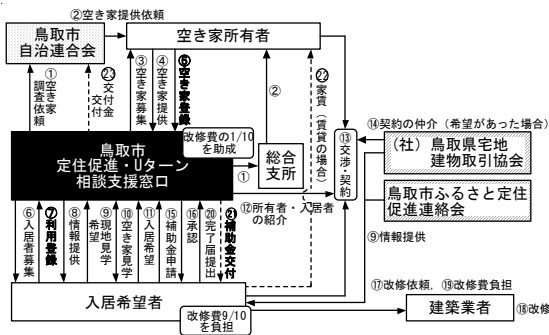 ②空き家提供依頼
鳥取市
自治連合会
空き家所有者
①空き家
調査依頼
㉓交付金
交付
③空き家募集
④空き家提供
⑤空き家登録
②
㉒家賃(賃貸の場合)
⑭契約の仲介(希望があった場合)
改修費の1/10
を助成
鳥取市
定住促進・Uターン
相談支援窓口
①
総合
支所
⑬交渉・契約
(社)鳥取県宅地
建物取引協会
鳥取市ふるさと定住
促進連絡会
⑫所有者・入居者
の紹介
⑨情報提供
⑥入居者募集
⑦利用登録
⑧情報提供
⑨現地見学
希望
⑩空き家見学
⑪入居希望
⑮補助金申請
⑯承認
⑳完了届提出
㉑補助金交付
⑰改修依頼,⑲改修費負担
入居希望者
改修費9/10
を負担
建築業者
⑱改修